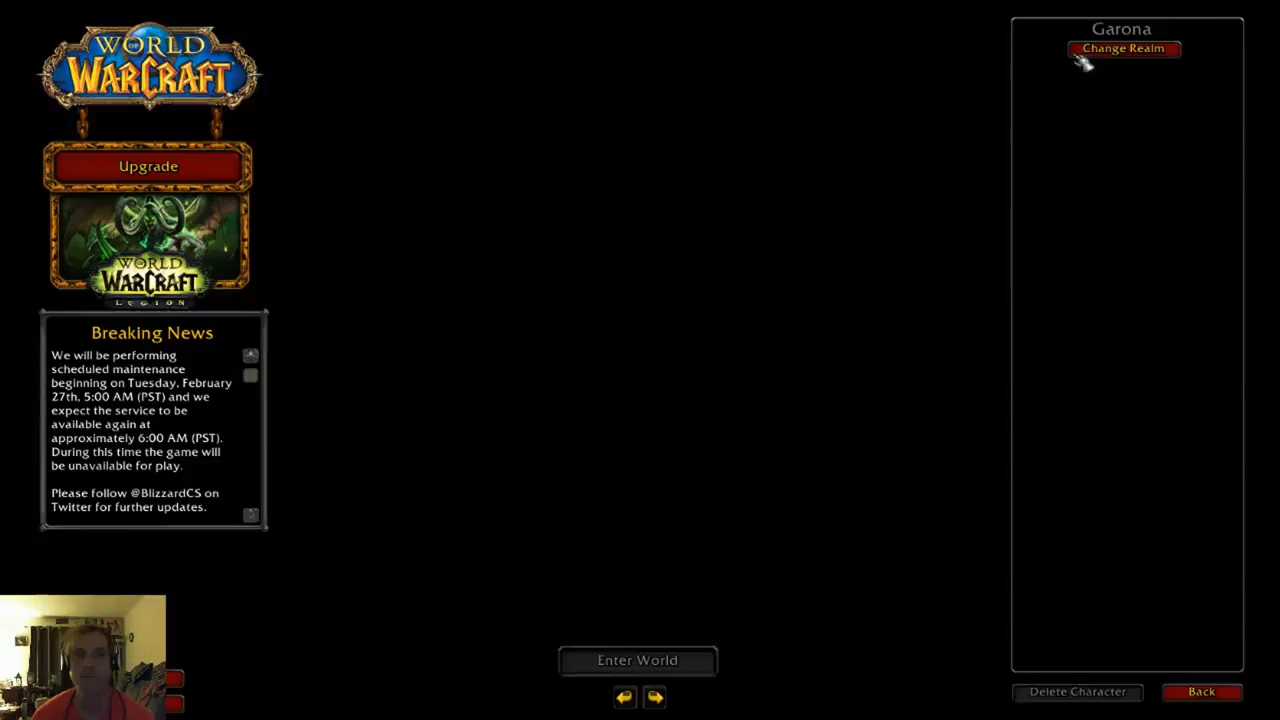 WORLD OF WARCRAFT
Upgrade
WORLD OF WARCRAFT
LEGION
Breaking News
We will be performing
scheduled maintenance
beginning on Tuesday, February
27th, 5:00 AM (PST) and we
expect the service to be
available again at
approximately 6:00 AM (PST).
During this time the game will
be unavailable for play.
Please follow @BlizzardCS on
Twitter for further updates.
Garona
Change Realm
Enter World
Delete Character
Back